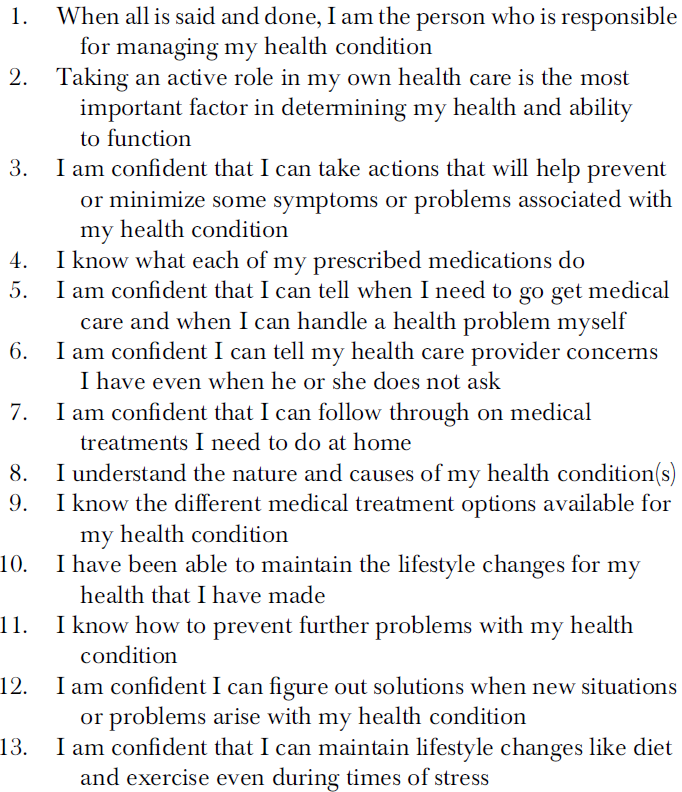 1. When all is said and done, I am the person who is responsible
for managing my health condition
2. Taking an active role in my own health care is the most
important factor in determining my health and ability
to function
3. I am confident that I can take actions that will help prevent
or minimize some symptoms or problems associated with
my health condition
4. I know what each of my prescribed medications do
5. I am confident that I can tell when I need to go get medical
care and when I can handle a health problem myself
6. I am confident I can tell my health care provider concerns
I have even when he or she does not ask
7. I am confident that I can follow through on medical
treatments I need to do at home
8. I understand the nature and causes of my health condition(s)
9. I know the different medical treatment options available for
my health condition
10. I have been able to maintain the lifestyle changes for my
health that I have made
11. I know how to prevent further problems with my health
condition
12. I am confident I can figure out solutions when new situations
or problems arise with my health condition
13. I am confident that I can maintain lifestyle changes like diet
and exercise even during times of stress